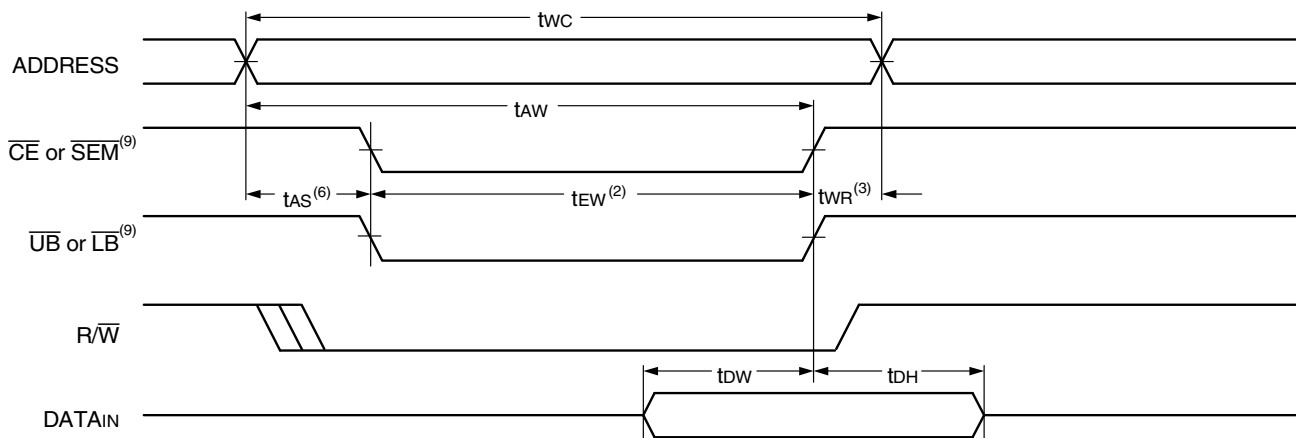 tWC
ADDRESS
tAW
CE or SEM(9)
tAS(6) tEW(2) tWR(3)
UB or LB(9)
R/W
tDW tDH
DATAIN